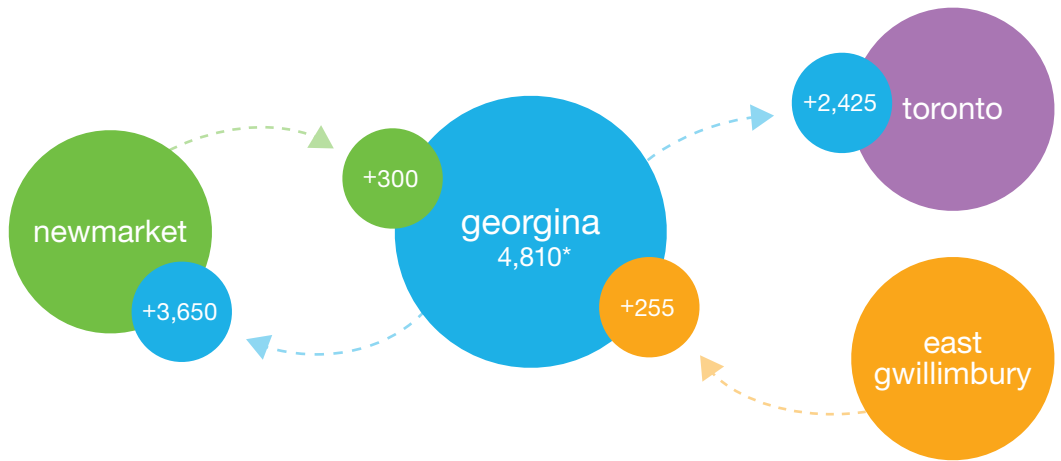 newmarket
+3,650
+300
georgina
4,810*
+255
+2,425
toronto
east
gwillimbury